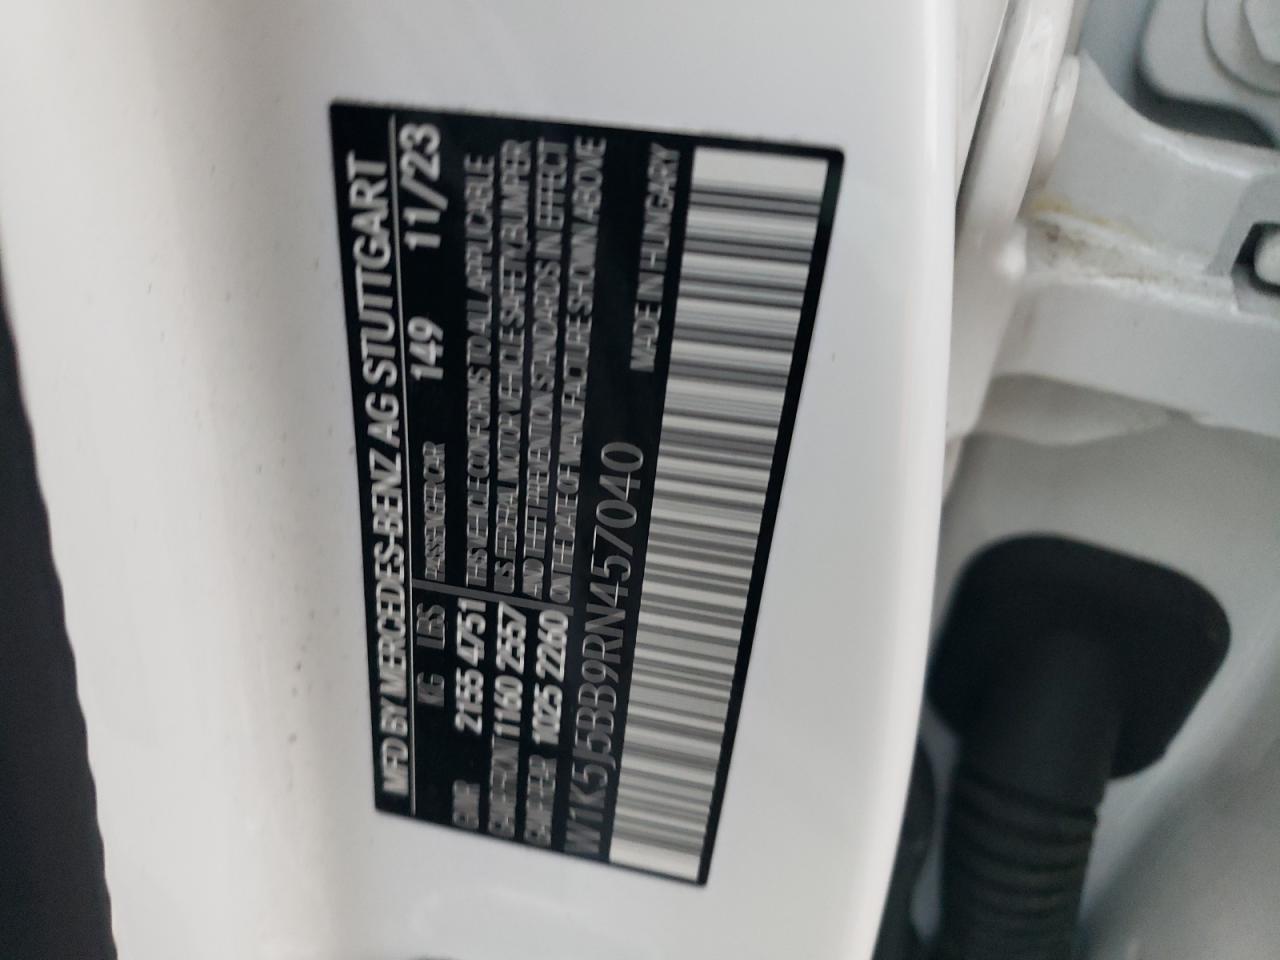 MFD BY MERCEDES-BENZ AG STUTTGART
KG LBS PASSENGER CAR 149 11/23
GVWR 2155 4751
GAWR FRONT 1160 2557
GAWR REAR 1025 2260
THIS VEHICLE CONFORMS TO ALL APPLICABLE
U.S. FEDERAL MOTOR VEHICLE SAFETY, BUMPER
AND THEFT PREVENTION STANDARDS IN EFFECT
ON THE DATE OF MANUFACTURE SHOWN ABOVE
W1K5J5BB9RN457040 MADE IN HUNGARY